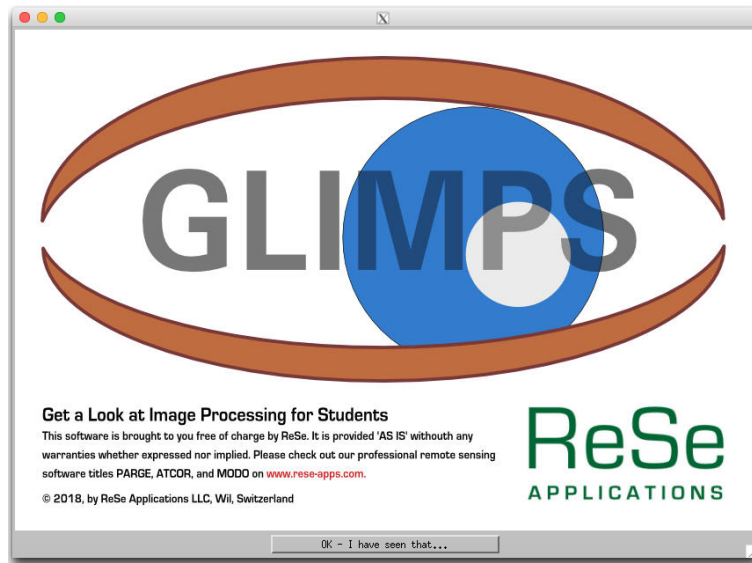 X
GLIMPS
Get a Look at Image Processing for Students
This software is brought to you free of charge by ReSe. It is provided 'AS IS' withouth any
warranties whether expressed nor implied. Please check out our professional remote sensing
software titles PARGE, ATCOR, and MODO on www.rese-apps.com.
© 2018, by ReSe Applications LLC, Wil, Switzerland
ReSe
APPLICATIONS
OK - I have seen that...